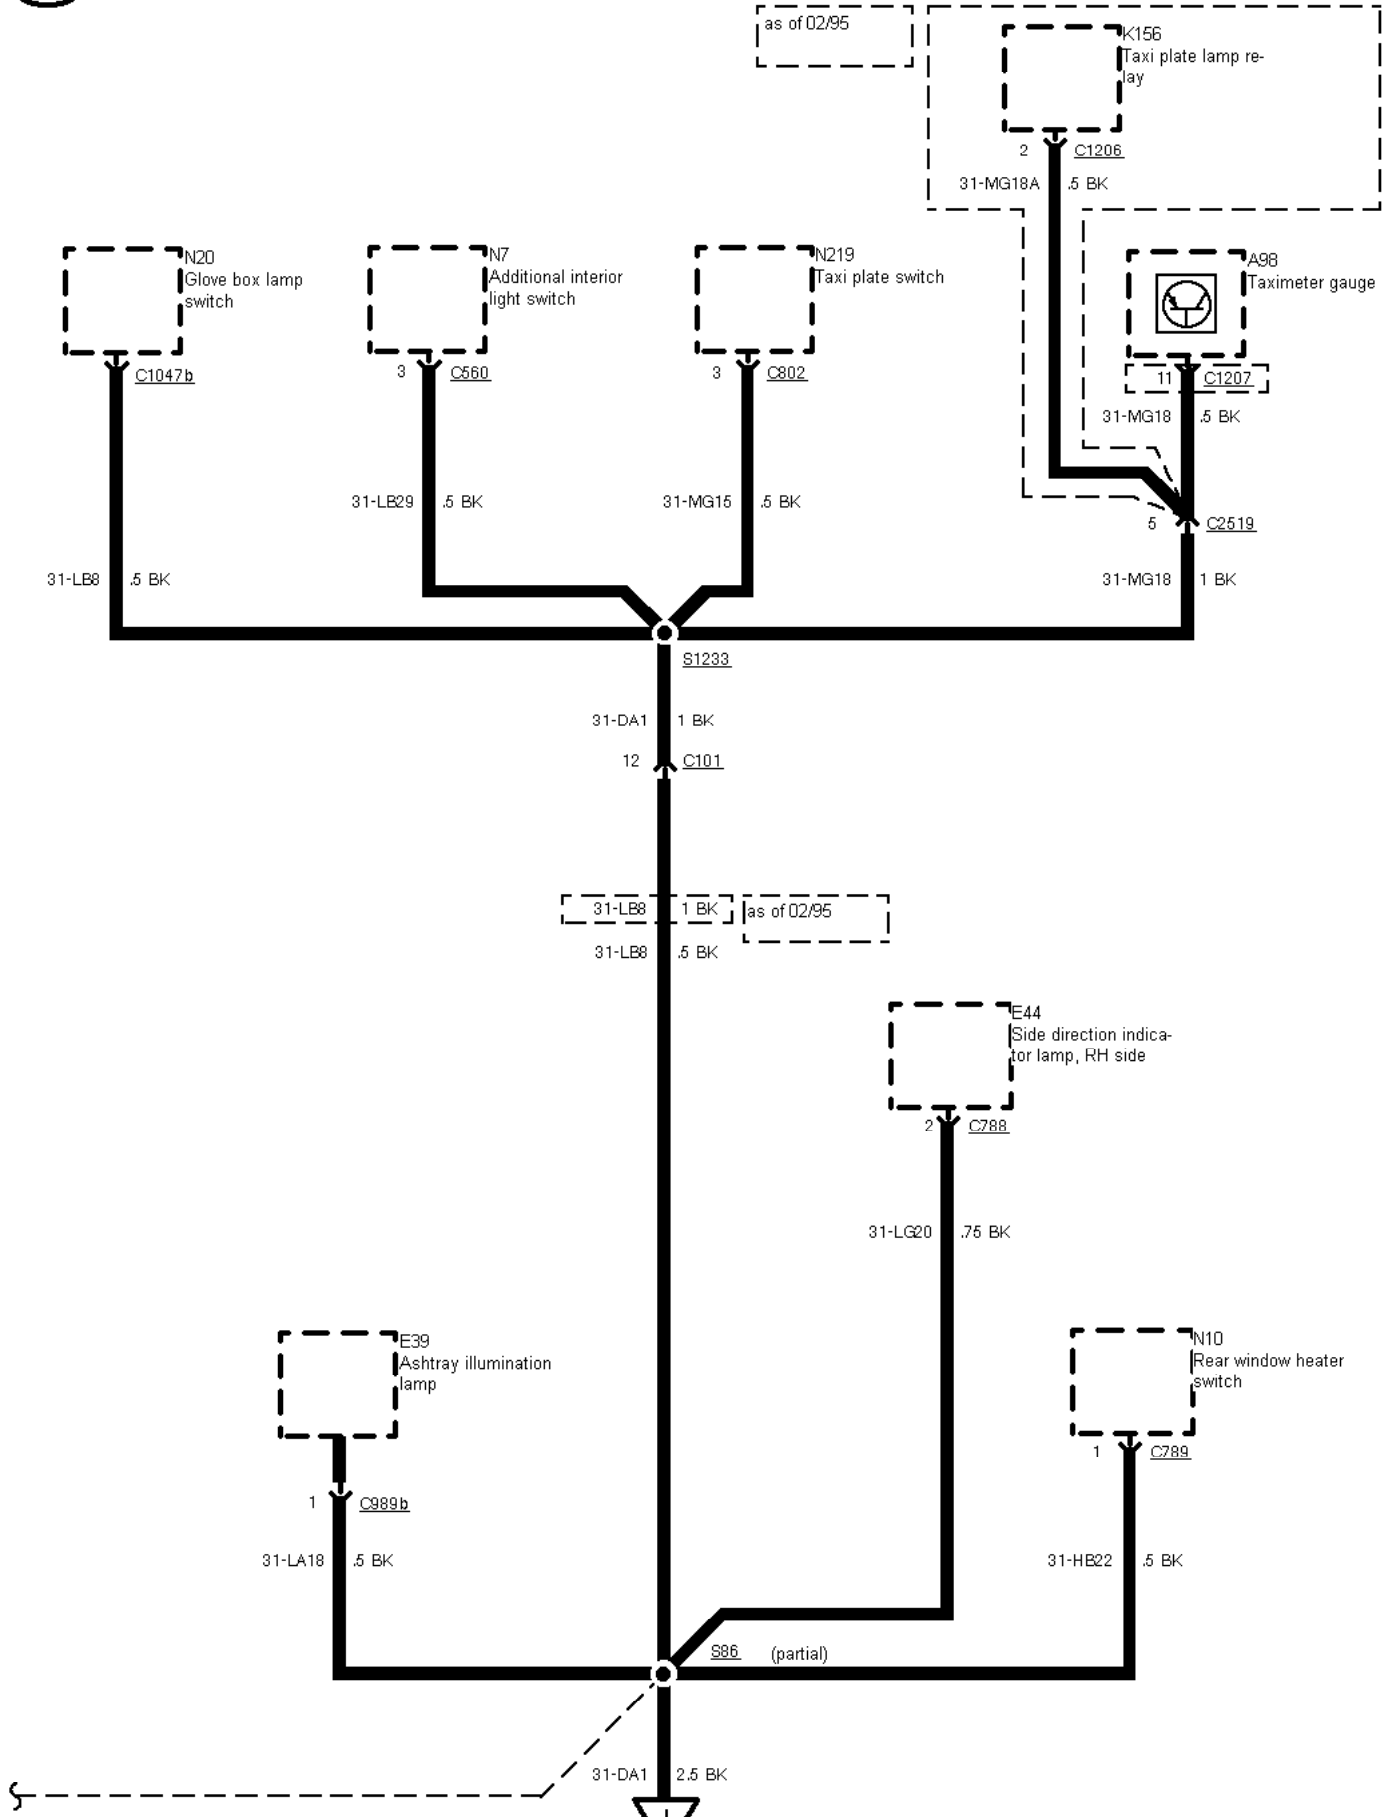 as of 02/95
K156
Taxi plate lamp re-
lay
2 C1206
31-MG18A .5 BK
N20
Glove box lamp
switch
N7
Additional interior
light switch
N219
Taxi plate switch
A98
Taximeter gauge
C1047b
3 C560
3 C802
11 C1207
31-MG18 .5 BK
31-LB29 .5 BK
31-MG15 .5 BK
5 C2519
31-LB8 .5 BK
31-MG18 1 BK
S1233
31-DA1 1 BK
12 C101
31-LB8 1 BK as of 02/95
31-LB8 .5 BK
E44
Side direction indica-
tor lamp, RH side
2 C788
31-LG20 .75 BK
E39
Ashtray illumination
lamp
N10
Rear window heater
switch
1 C789
1 C989b
31-LA18 .5 BK
31-HB22 .5 BK
S86 (partial)
31-DA1 2.5 BK